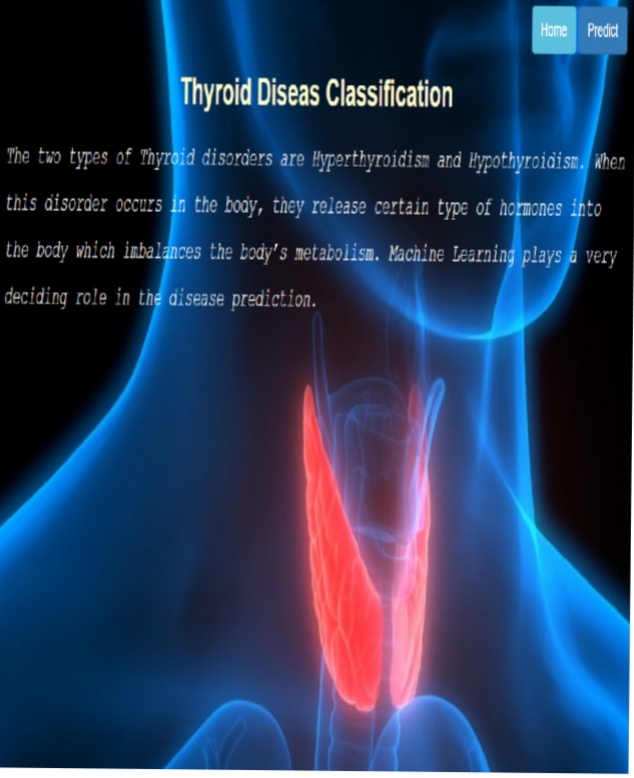 Home Predict
Thyroid Diseas Classification
The two types of Thyroid disorders are Hyperthyroidism and Hypothyroidism. When
this disorder occurs in the body, they release certain type of hormones into
the body which imbalances the body's metabolism. Machine Learning plays a very
deciding role in the disease prediction.